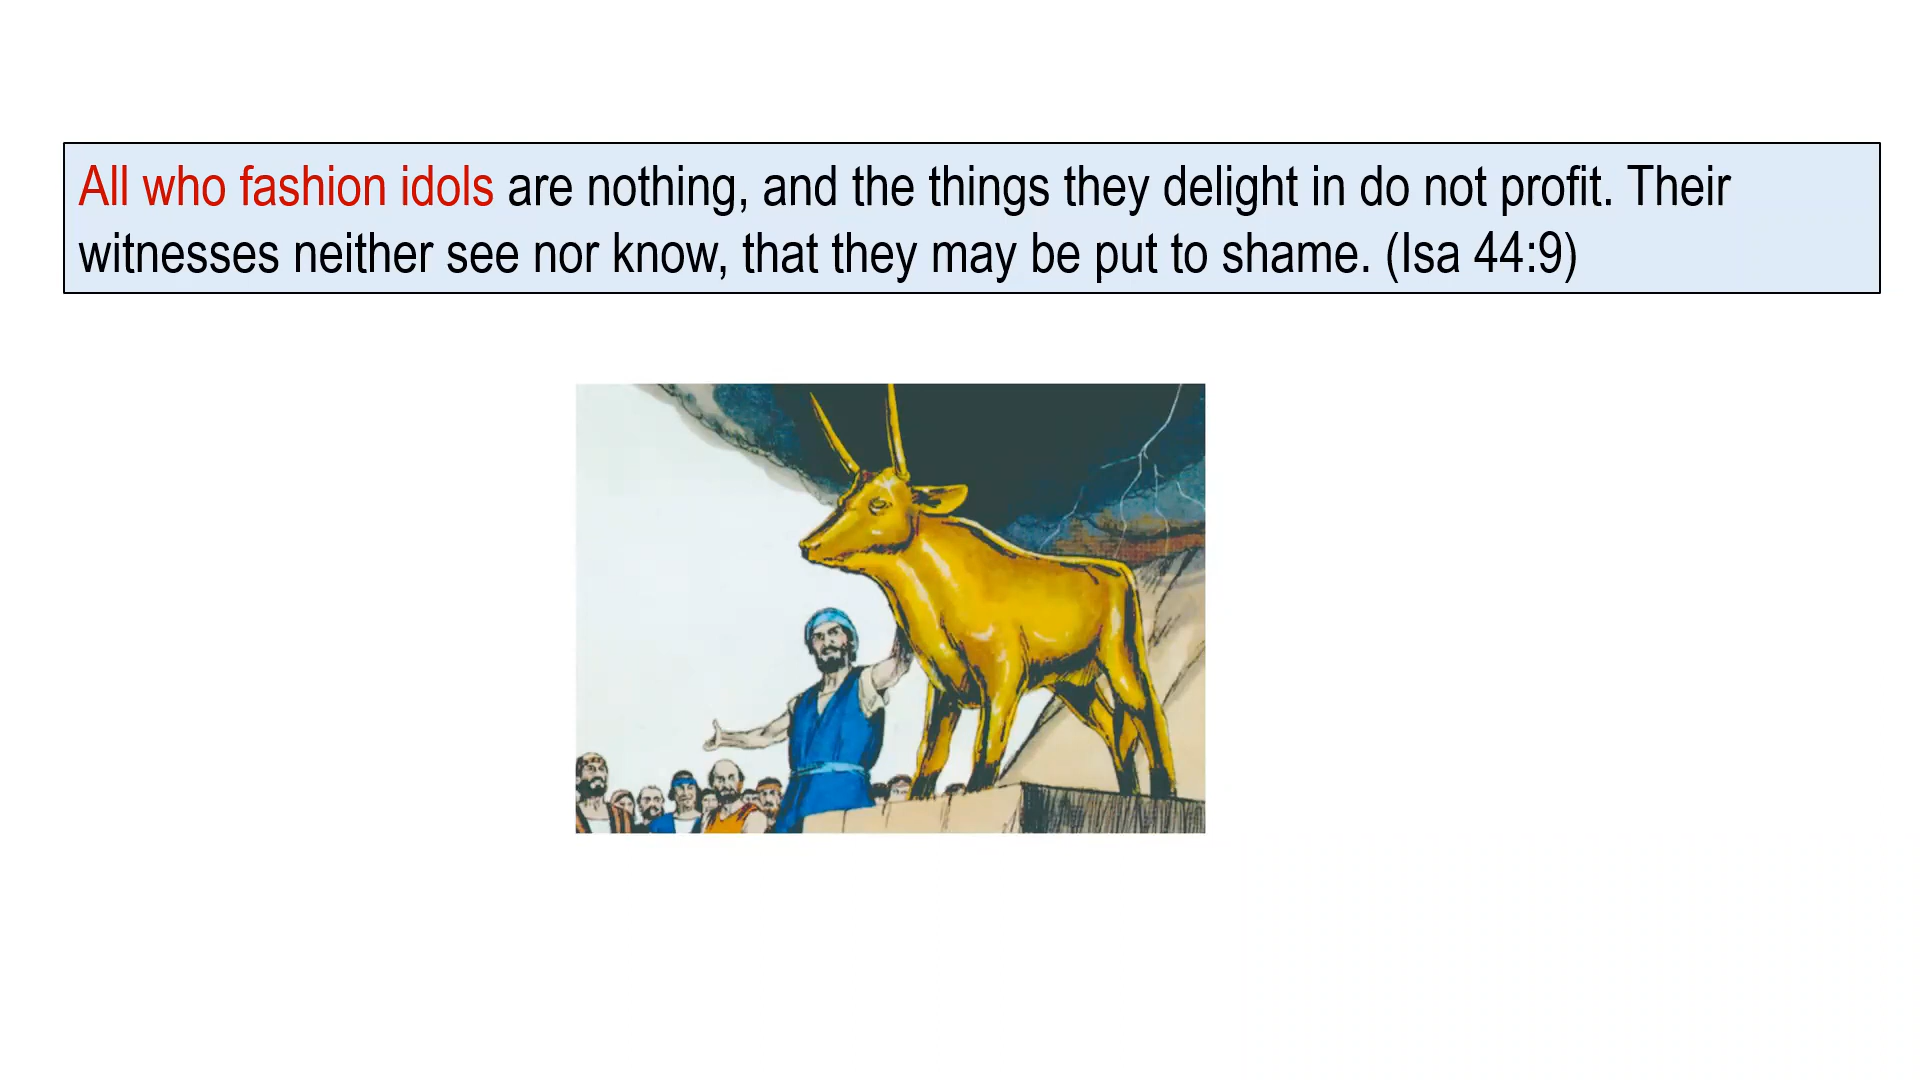 All who fashion idols are nothing, and the things they delight in do not profit. Their
witnesses neither see nor know, that they may be put to shame. (Isa 44:9)